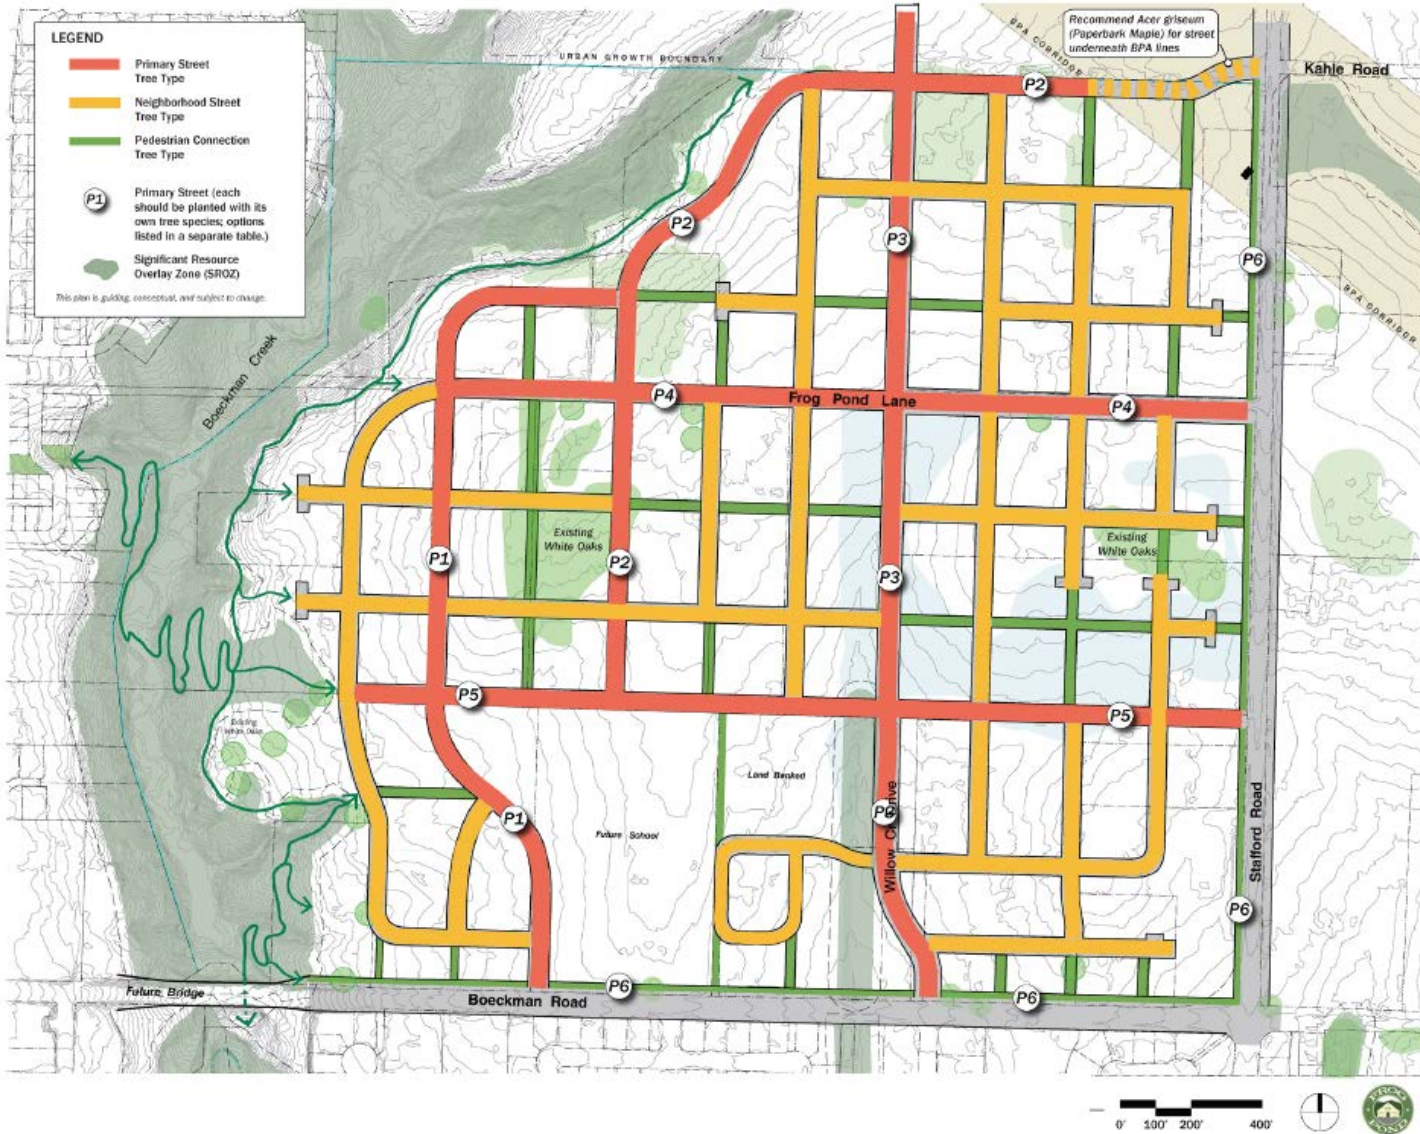 LEGEND
Primary Street
Tree Type
Neighborhood Street
Tree Type
Pedestrian Connection
Tree Type
P1
Primary Street (each
should be planted with its
own tree species; options
listed in a separate table.)
Significant Resource
Overlay Zone (SROZ)
This plan is guiding, conceptual, and subject to change.
URBAN GROWTH BOUNDARY
BPA CORRIDOR
Recommend Acer griseum
(Paperbark Maple) for street
underneath BPA lines
Kahle Road
P2
P2
P3
P6
BPA CORRIDOR
Boeckman Creek
P4
Frog Pond Lane
P4
Existing
White Oaks
Existing
White Oaks
P1
P2
P3
P5
P5
Existing
White Oaks
Land Banked
Future School
P1
Willow C Drive
Stafford Road
P6
Future Bridge
Boeckman Road
P6
P6
0' 100' 200' 400'
FROG
POND